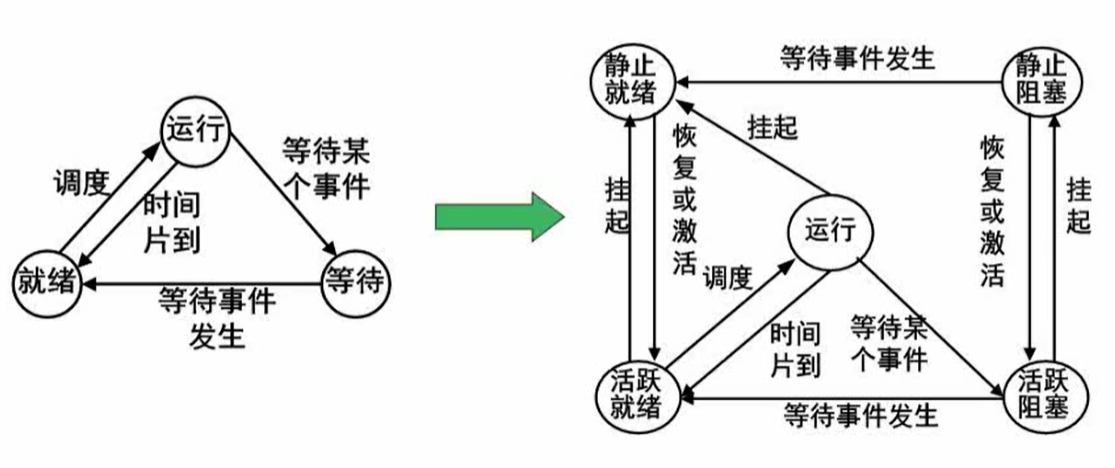 运行
调度
等待某
个事件
时间
片到
就绪
等待
等待事件
发生
静止
就绪
等待事件发生
静止
阻塞
挂起
挂
起
恢
复
或
激
活
运行
恢
复
或
激
活
挂
起
调度
时间
片到
等待某
个事件
活跃
就绪
等待事件发生
活跃
阻塞